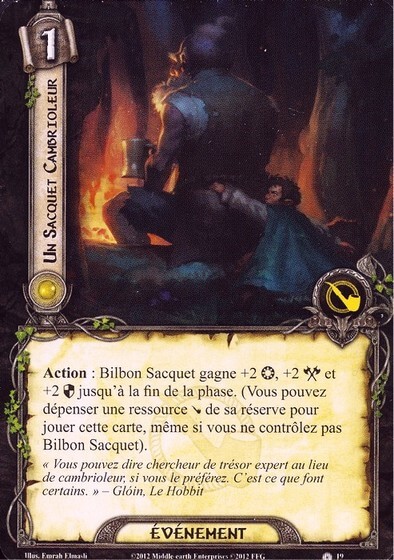 1
UN SACQUET CAMBRIOLEUR
Action : Bilbon Sacquet gagne +2 , +2 et
+2 jusqu'à la fin de la phase. (Vous pouvez
dépenser une ressource de sa réserve pour
jouer cette carte, même si vous ne contrôlez pas
Bilbon Sacquet).
« Vous pouvez dire chercheur de trésor expert au lieu
de cambrioleur, si vous le préférez. C'est ce que font
certains. » – Glóin, Le Hobbit
ÉVÉNEMENT
Illus. Emrah Elmasli ©2012 Middle-earth Enterprises ©2012 FFG 19